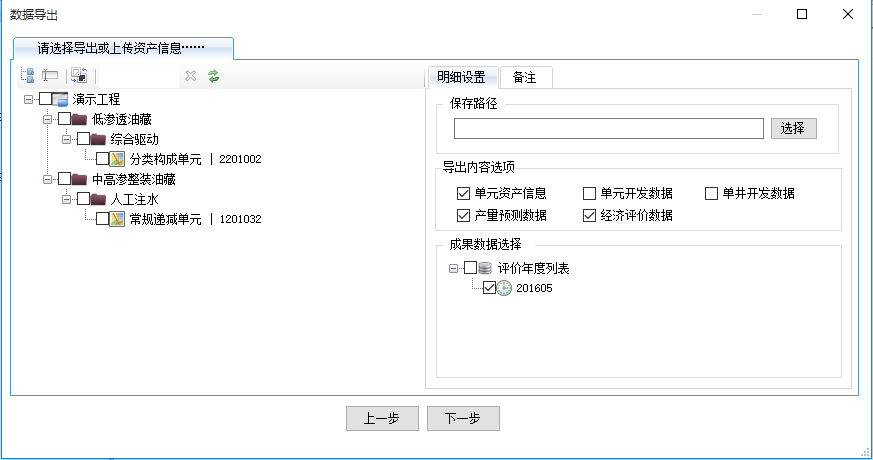 数据导出
请选择导出或上传资产信息……
演示工程
低渗透油藏
综合驱动
分类构成单元 | 2201002
中高渗整装油藏
人工注水
常规递减单元 | 1201032
明细设置 备注
保存路径
选择
导出内容选项
单元资产信息 单元开发数据 单井开发数据
产量预测数据 经济评价数据
成果数据选择
评价年度列表
201605
上一步 下一步